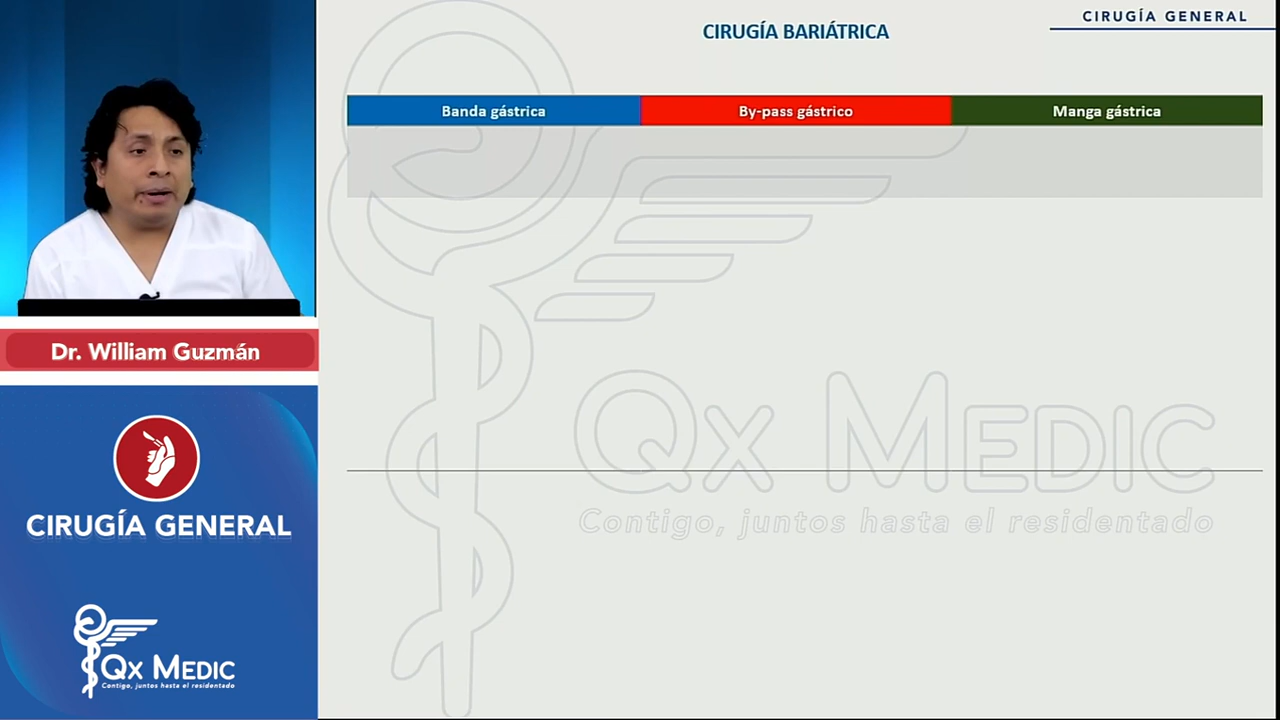 CIRUGÍA GENERAL
CIRUGÍA BARIÁTRICA
Banda gástrica
By-pass gástrico
Manga gástrica
QX MEDIC
Contigo, juntos hasta el residentado
Dr. William Guzmán
CIRUGÍA GENERAL
QX MEDIC
Contigo, juntos hasta el residentado